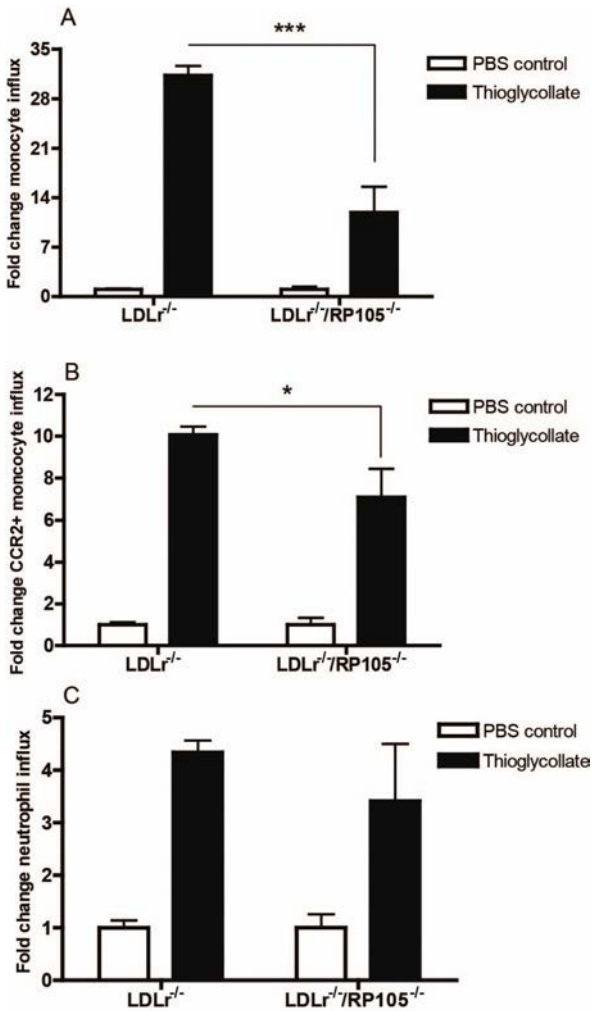 A
Fold change monocyte influx
35
28
21
14
7
0
***
PBS control
Thioglycollate
LDLr-/-
LDLr-/-/RP105-/-
B
Fold change CCR2+ moncocyte influx
12
10
8
6
4
2
0
*
PBS control
Thioglycollate
LDLr-/-
LDLr-/-/RP105-/-
C
Fold change neutrophil influx
5
4
3
2
1
0
PBS control
Thioglycollate
LDLr-/-
LDLr-/-/RP105-/-